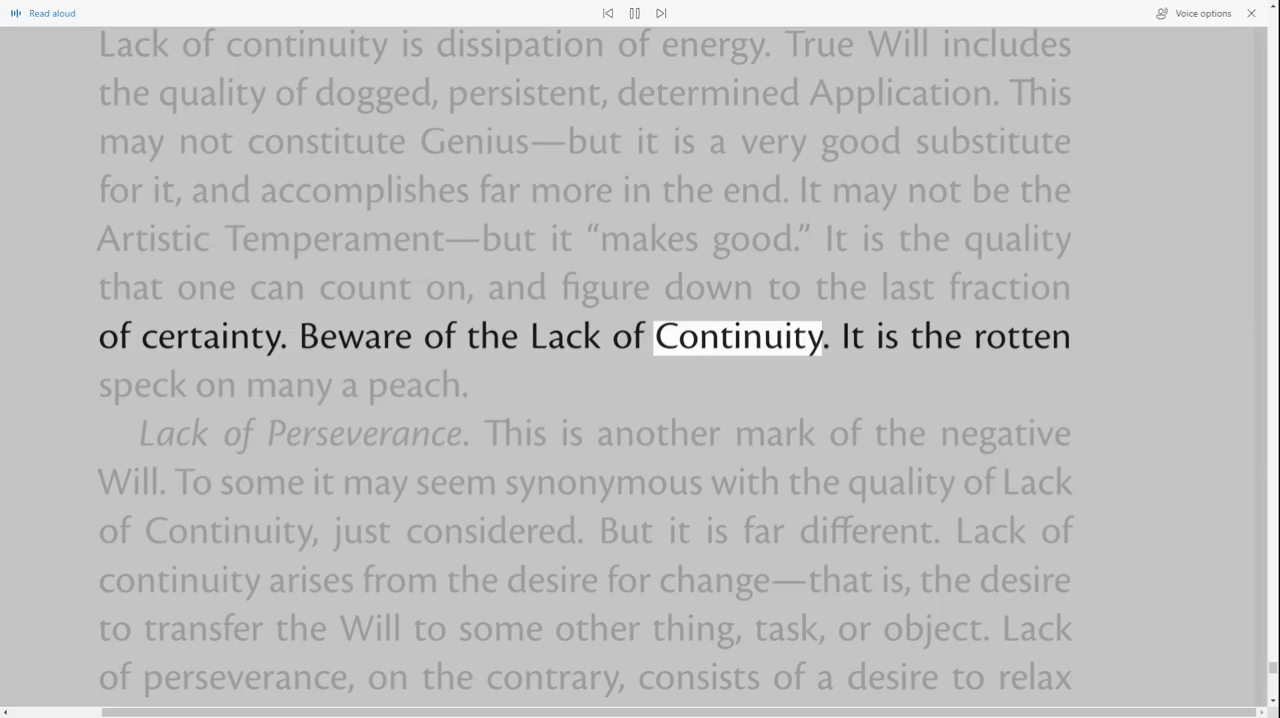 Read aloud
Voice options
Lack of continuity is dissipation of energy. True Will includes
the quality of dogged, persistent, determined Application. This
may not constitute Genius—but it is a very good substitute
for it, and accomplishes far more in the end. It may not be the
Artistic Temperament—but it “makes good.” It is the quality
that one can count on, and figure down to the last fraction
of certainty. Beware of the Lack of Continuity. It is the rotten
speck on many a peach.
Lack of Perseverance. This is another mark of the negative
Will. To some it may seem synonymous with the quality of Lack
of Continuity, just considered. But it is far different. Lack of
continuity arises from the desire for change—that is, the desire
to transfer the Will to some other thing, task, or object. Lack
of perseverance, on the contrary, consists of a desire to relax